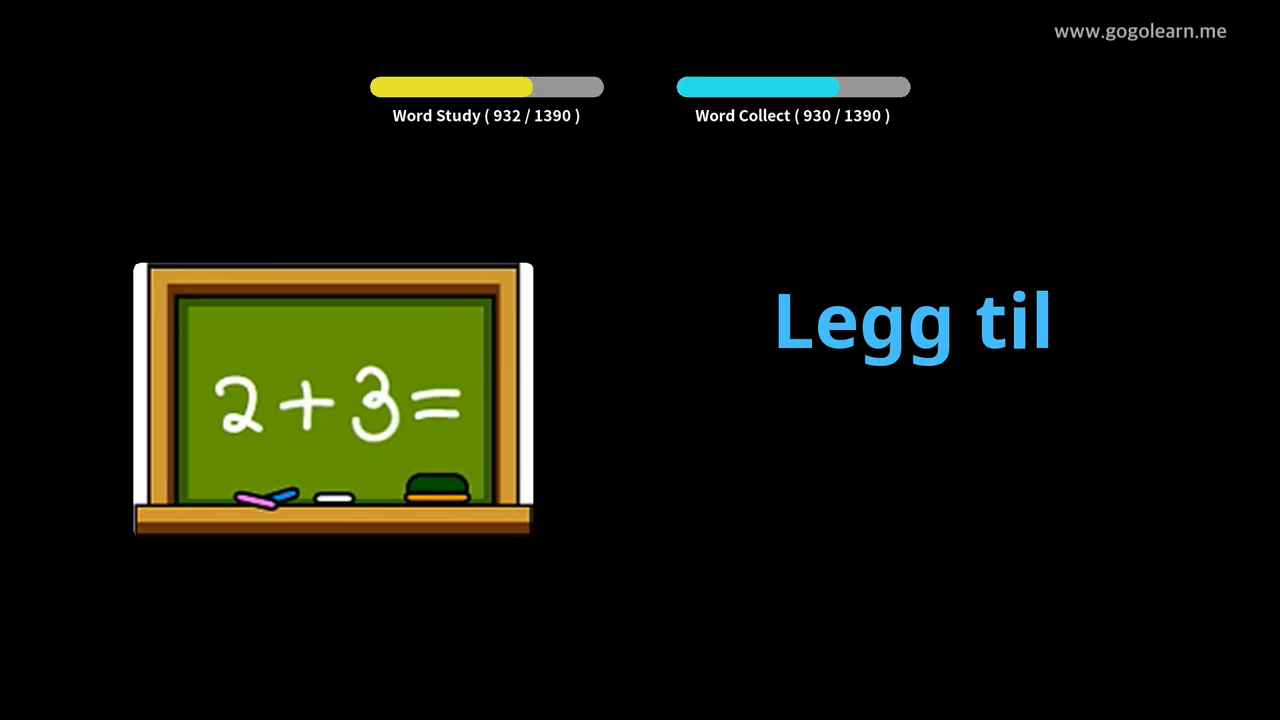 www.gogolearn.me
Word Study ( 932 / 1390 )
Word Collect ( 930 / 1390 )
Legg til
2 + 3 =